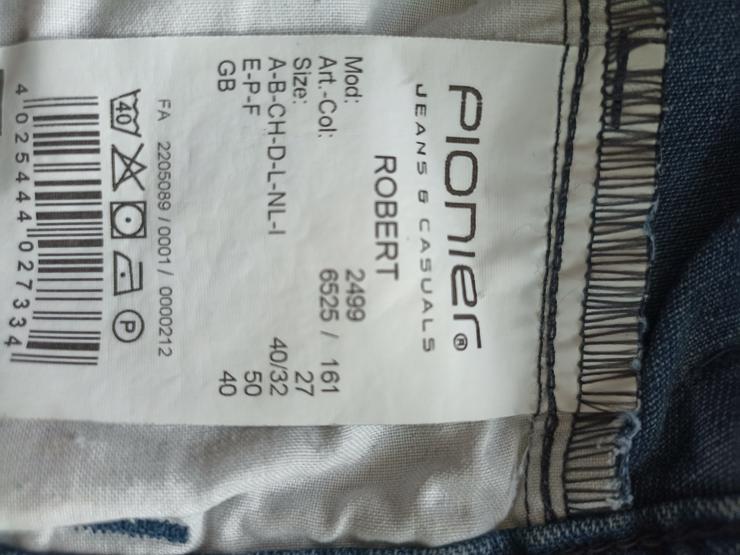 PIONIER®
JEANS & CASUALS
ROBERT
Mod: 2499
Art.-Col: 6525 / 161
Size: 27
A-B-CH-D-L-NL-I 40/32
E-P-F 50
GB 40
FA 2205089 / 0001 / 0000212
40 P
4 025444 027334